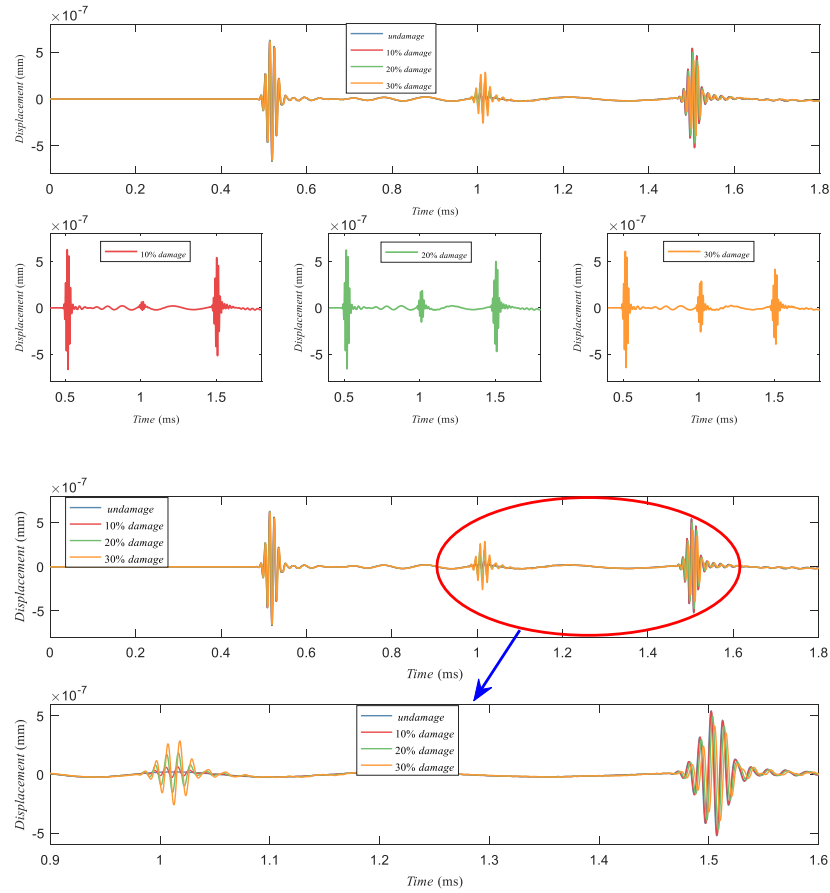 ×10⁻⁷
undamage
10% damage
20% damage
30% damage
5
0
-5
Displacement (mm)
0 0.2 0.4 0.6 0.8 1 1.2 1.4 1.6 1.8
Time (ms)
×10⁻⁷ ×10⁻⁷ ×10⁻⁷
10% damage 20% damage 30% damage
5 5 5
0 0 0
-5 -5 -5
Displacement (mm) Displacement (mm) Displacement (mm)
0.5 1 1.5 0.5 1 1.5 0.5 1 1.5
Time (ms) Time (ms) Time (ms)
×10⁻⁷
undamage
10% damage
20% damage
30% damage
5
0
-5
Displacement (mm)
0 0.2 0.4 0.6 0.8 1 1.2 1.4 1.6 1.8
Time (ms)
×10⁻⁷
undamage
10% damage
20% damage
30% damage
5
0
-5
Displacement (mm)
0.9 1 1.1 1.2 1.3 1.4 1.5 1.6
Time (ms)